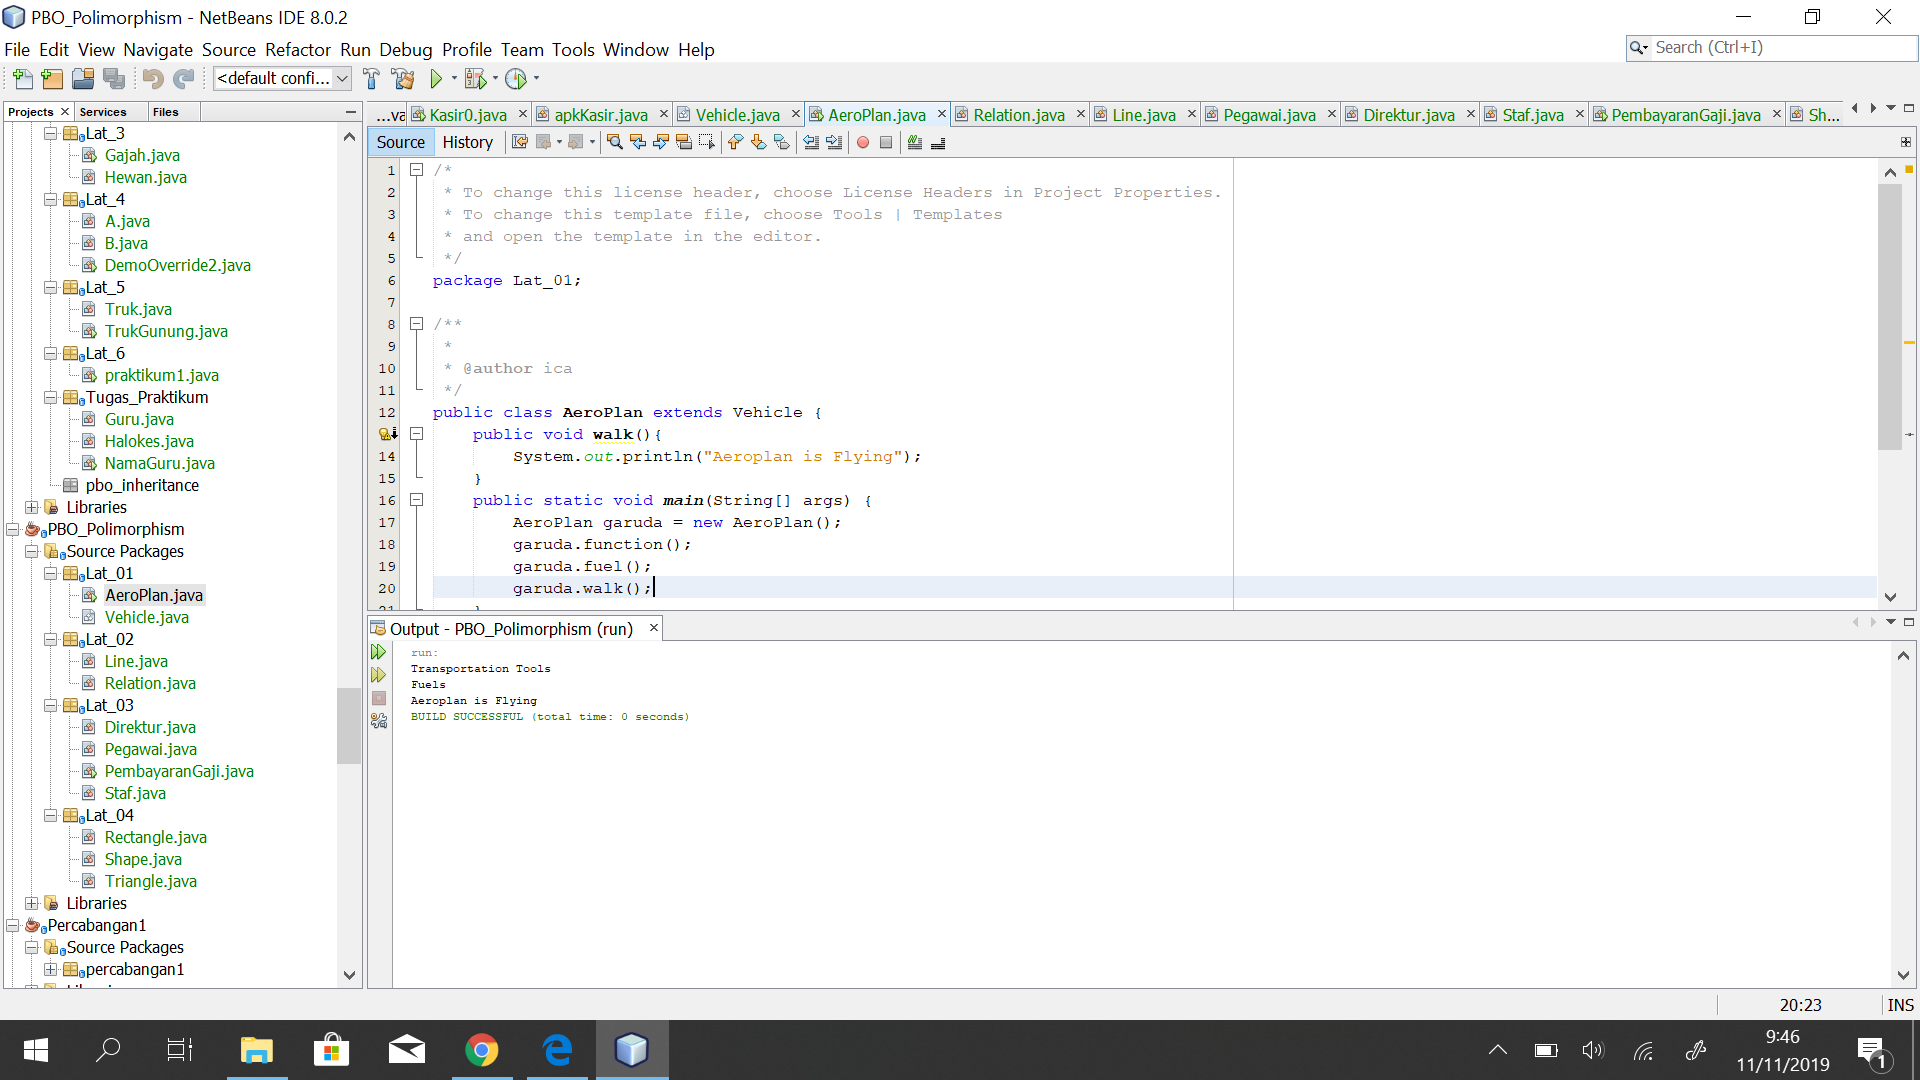 PBO_Polimorphism - NetBeans IDE 8.0.2
File Edit View Navigate Source Refactor Run Debug Profile Team Tools Window Help
Search (Ctrl+I)
<default confi...
Projects Services Files
...va Kasir0.java apkKasir.java Vehicle.java AeroPlan.java Relation.java Line.java Pegawai.java Direktur.java Staf.java PembayaranGaji.java Sh...
Source History
Lat_3
Gajah.java
Hewan.java
Lat_4
A.java
B.java
DemoOverride2.java
Lat_5
Truk.java
TrukGunung.java
Lat_6
praktikum1.java
Tugas_Praktikum
Guru.java
Halokes.java
NamaGuru.java
pbo_inheritance
Libraries
PBO_Polimorphism
Source Packages
Lat_01
AeroPlan.java
Vehicle.java
Lat_02
Line.java
Relation.java
Lat_03
Direktur.java
Pegawai.java
PembayaranGaji.java
Staf.java
Lat_04
Rectangle.java
Shape.java
Triangle.java
Libraries
Percabangan1
Source Packages
percabangan1
1 /*
2 * To change this license header, choose License Headers in Project Properties.
3 * To change this template file, choose Tools | Templates
4 * and open the template in the editor.
5 */
6 package Lat_01;
7
8 /**
9 *
10 * @author ica
11 */
12 public class AeroPlan extends Vehicle {
public void walk(){
14 System.out.println("Aeroplan is Flying");
15 }
16 public static void main(String[] args) {
17 AeroPlan garuda = new AeroPlan();
18 garuda.function();
19 garuda.fuel();
20 garuda.walk();
21 }
Output - PBO_Polimorphism (run)
run:
Transportation Tools
Fuels
Aeroplan is Flying
BUILD SUCCESSFUL (total time: 0 seconds)
20:23 INS
9:46
11/11/2019
1